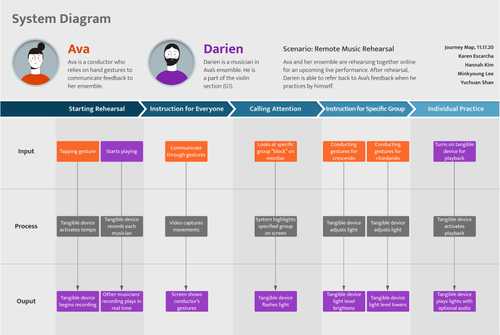 System Diagram
Ava
Ava is a conductor who
relies on hand gestures to
communicate feedback to
her ensemble.
Darien
Darien is a musician in
Ava's ensemble. He is
a part of the violin
section (G1).
Scenario: Remote Music Rehearsal
Ava and her ensemble are rehearsing together online
for an upcoming live performance. After rehearsal,
Darien is able to refer back to Ava's feedback when he
practices by himself.
Journey Map, 11.17.20
Karen Escarcha
Hannah Kim
Minkyoung Lee
Yuchuan Shan
Starting Rehearsal
Instruction for Everyone
Calling Attention
Instruction for Specific Group
Individual Practice
Input
Tapping gesture
Starts playing
Communicate
through gestures
Looks at specific
group "block" on
monitor
Conducting
gestures for
crescendo
Conducting
gestures for
ritardando
Turns on tangible
device for
playback
Process
Tangible device
activates tempo
Tangible device
records each
musician
Video captures
movements
System highlights
specified group
on screen
Tangible device
adjusts light
Tangible device
adjusts light
Tangible device
activates
playback
Ouput
Tangible device
begins recording
Other musicians'
recording plays in
real time
Screen shows
conductor's
gestures
Tangible device
flashes light
Tangible device
light level
brightens
Tangible device
light level lowers
Tangible device
plays lights with
optional audio